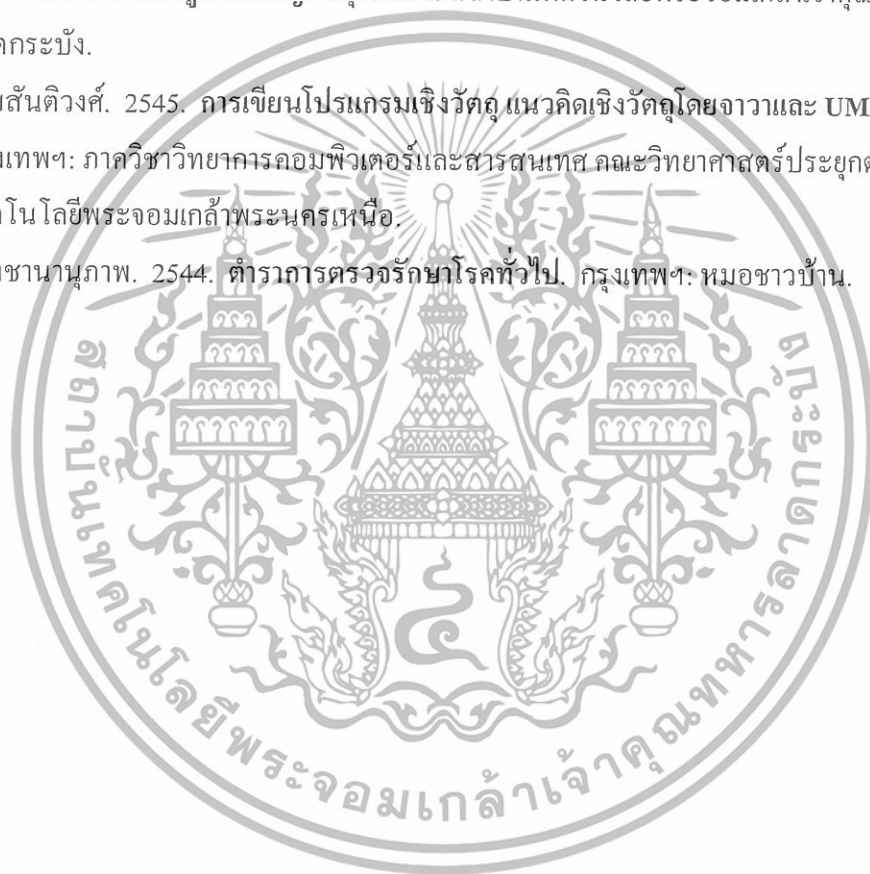 กระบัง.
สันติวงศ์. 2545. การเขียนโปรแกรมเชิงวัตถุ แนวคิดเชิงวัตถุโดยจาวาและ UM
เทพฯ: ภาควิชาวิทยาการคอมพิวเตอร์และสารสนเทศ คณะวิทยาศาสตร์ประยุกต
โนโลยีพระจอมเกล้าพระนครเหนือ.
ชานานุภาพ. 2544. ตำราการตรวจรักษาโรคทั่วไป. กรุงเทพฯ: หมอชาวบ้าน.
สถาบันเทคโนโลยีพระจอมเกล้าเจ้าคุณทหารลาดกระบัง
๔